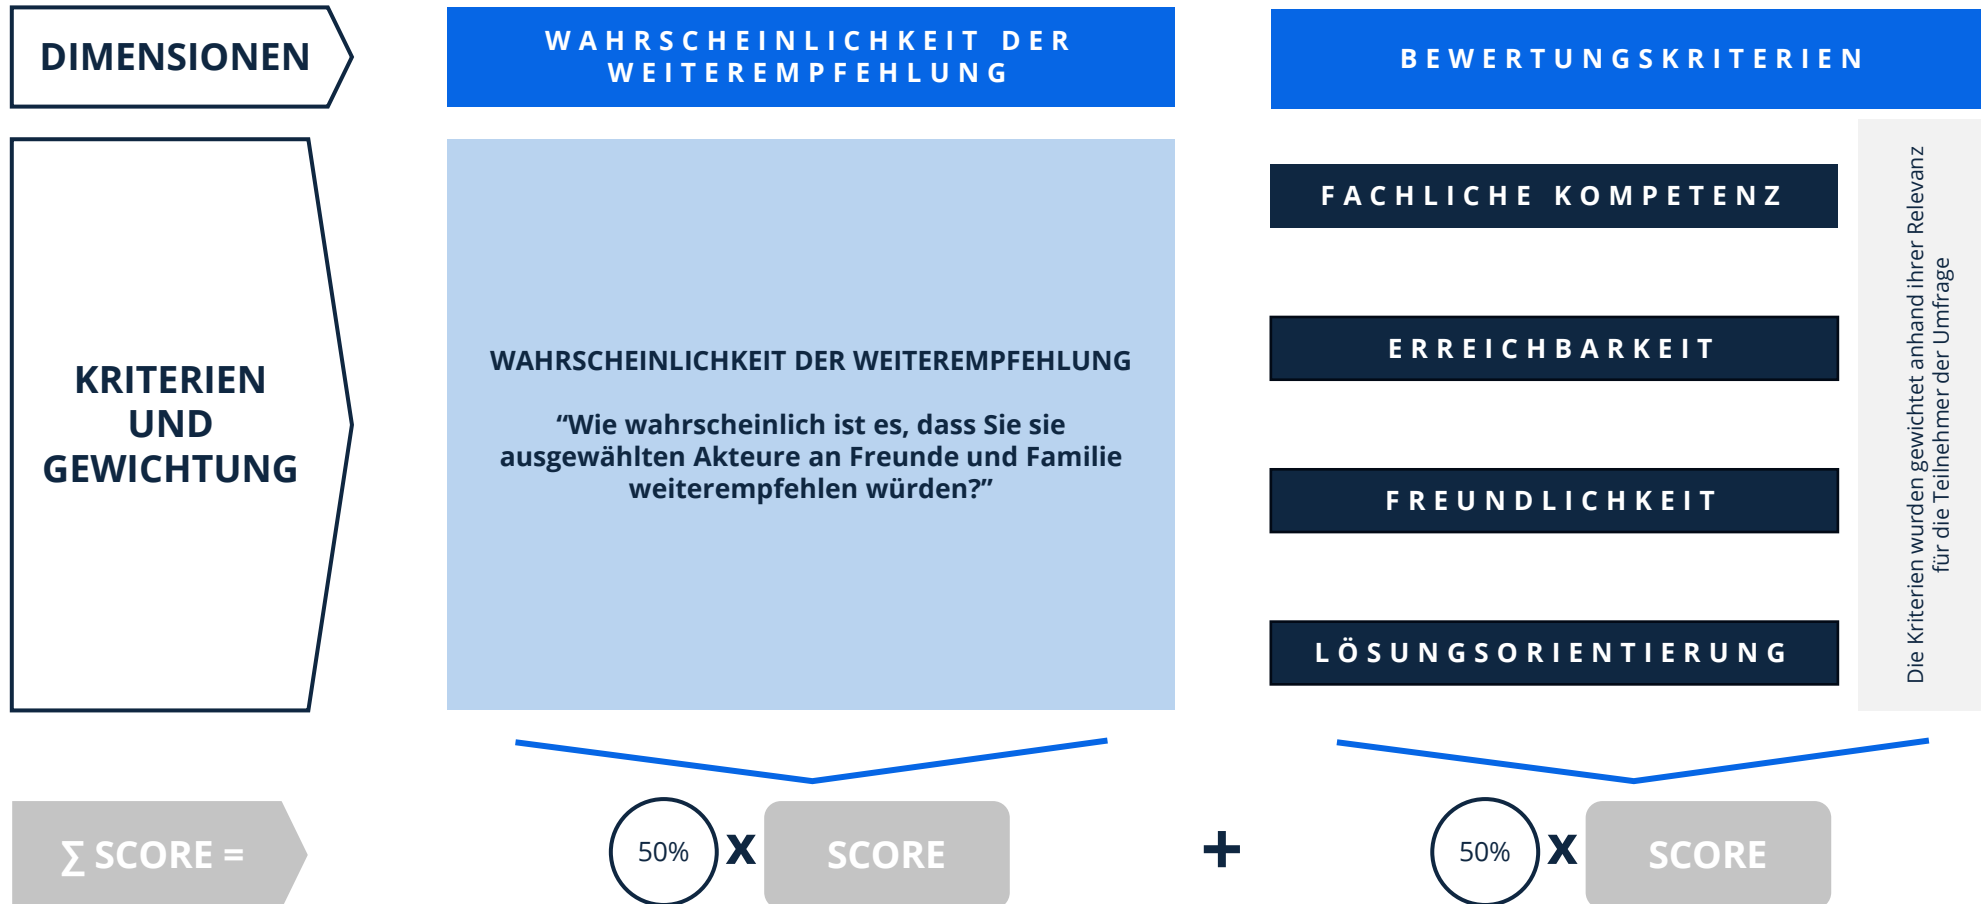 DIMENSIONEN
WAHRSCHEINLICHKEIT DER
WEITEREMPFEHLUNG
BEWERTUNGSKRITERIEN
KRITERIEN
UND
GEWICHTUNG
WAHRSCHEINLICHKEIT DER WEITEREMPFEHLUNG
“Wie wahrscheinlich ist es, dass Sie sie
ausgewählten Akteure an Freunde und Familie
weiterempfehlen würden?”
FACHLICHE KOMPETENZ
ERREICHBARKEIT
FREUNDLICHKEIT
LÖSUNGSORIENTIERUNG
Die Kriterien wurden gewichtet anhand ihrer Relevanz
für die Teilnehmer der Umfrage
∑ SCORE =
50% x SCORE
+
50% x SCORE